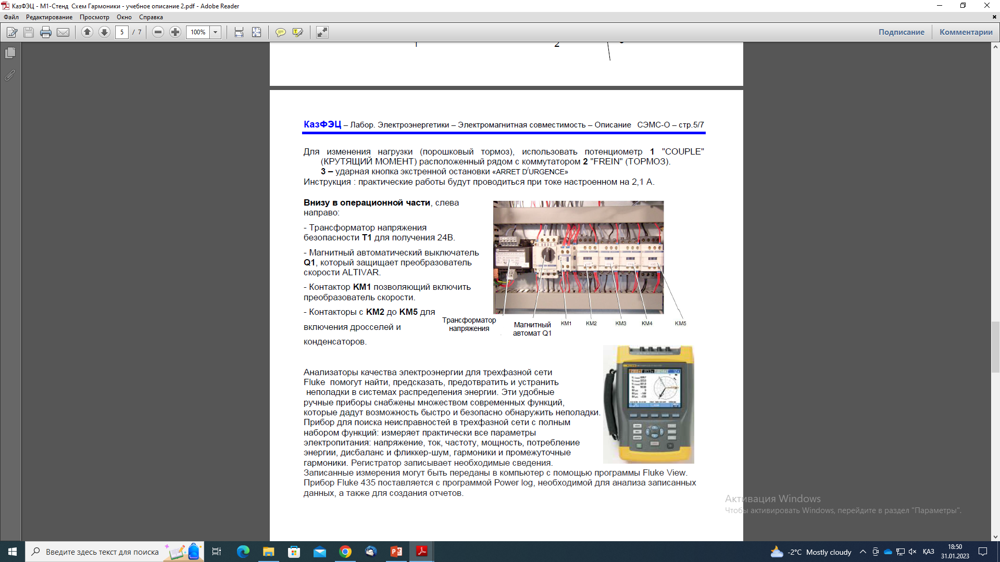 КазФЭЦ - М1-Стенд  Схем Гармоники - учебное описание 2.pdf - Adobe Reader
Файл Редактирование Просмотр Окно Справка
5 / 7 100%
Подписание Комментарии
1 2
КазФЭЦ – Лабор. Электроэнергетики – Электромагнитная совместимость – Описание СЭМС-О – стр.5/7
Для изменения нагрузки (порошковый тормоз), использовать потенциометр 1 "COUPLE"
(КРУТЯЩИЙ МОМЕНТ) расположенный рядом с коммутатором 2 "FREIN" (ТОРМОЗ).
3 – ударная кнопка экстренной остановки «ARRET D/URGENCE»
Инструкция : практические работы будут проводиться при токе настроенном на 2,1 А.
Внизу в операционной части, слева
направо:
- Трансформатор напряжения
безопасности T1 для получения 24В.
- Магнитный автоматический выключатель
Q1, который защищает преобразователь
скорости ALTIVAR.
- Контактор KM1 позволяющий включить
преобразователь скорости.
- Контакторы с KM2 до KM5 для
включения дросселей и
конденсаторов.
Трансформатор
напряжения
Магнитный
автомат Q1
KM1 KM2 KM3 KM4 KM5
Анализаторы качества электроэнергии для трехфазной сети
Fluke  помогут найти, предсказать, предотвратить и устранить
неполадки в системах распределения энергии. Эти удобные
ручные приборы снабжены множеством современных функций,
которые дадут возможность быстро и безопасно обнаружить неполадки.
Прибор для поиска неисправностей в трехфазной сети с полным
набором функций: измеряет практически все параметры
электропитания: напряжение, ток, частоту, мощность, потребление
энергии, дисбаланс и фликкер-шум, гармоники и промежуточные
гармоники. Регистратор записывает необходимые сведения.
Записанные измерения могут быть переданы в компьютер с помощью программы Fluke View.
Прибор Fluke 435 поставляется с программой Power log, необходимой для анализа записанных
данных, а также для создания отчетов.
Активация Windows
Чтобы активировать Windows, перейдите в раздел "Параметры".
Введите здесь текст для поиска
-2°C Mostly cloudy
ҚАЗ
18:50
31.01.2023